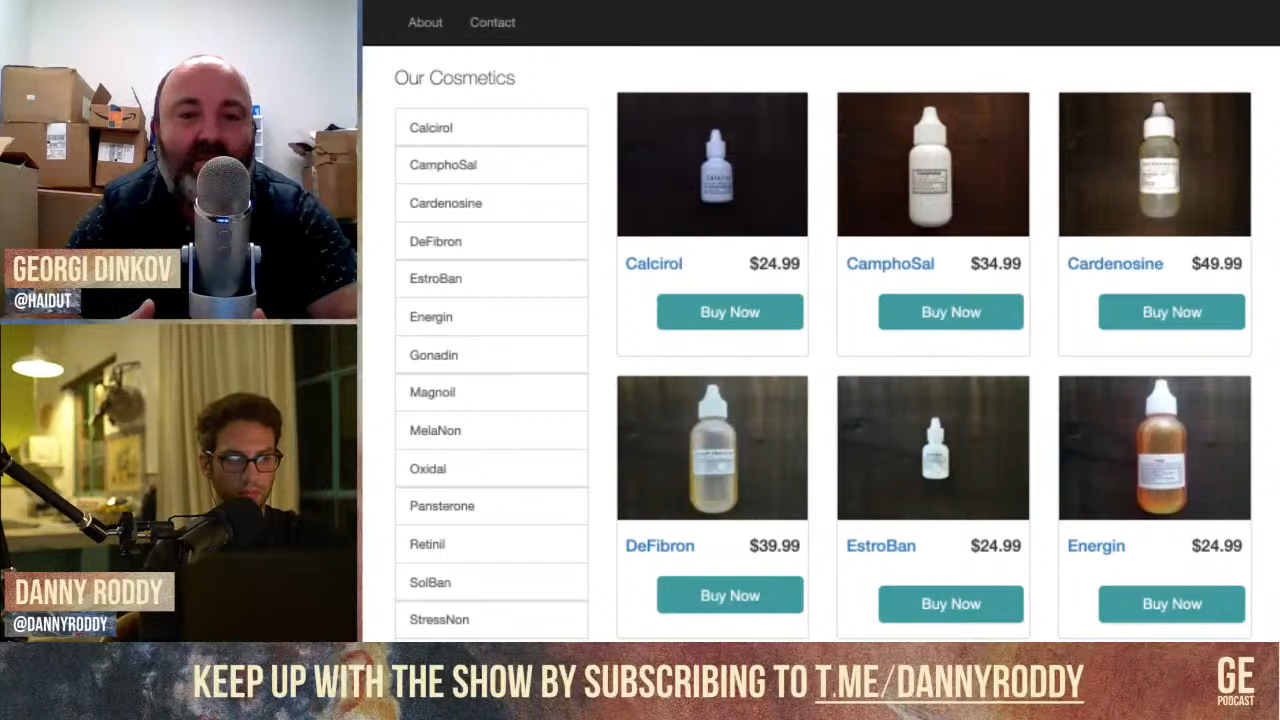 About
Contact
Our Cosmetics
Calcirol
CamphoSal
Cardenosine
DeFibron
EstroBan
Energin
Gonadin
Magnoil
MelaNon
Oxidal
Pansterone
Retinil
SolBan
StressNon
Calcirol $24.99
Buy Now
CamphoSal $34.99
Buy Now
Cardenosine $49.99
Buy Now
DeFibron $39.99
Buy Now
EstroBan $24.99
Buy Now
Energin $24.99
Buy Now
GEORGI DINKOV
@HAIDUT
DANNY RODDY
@DANNYRODDY
KEEP UP WITH THE SHOW BY SUBSCRIBING TO T.ME/DANNYRODDY
GE
PODCAST